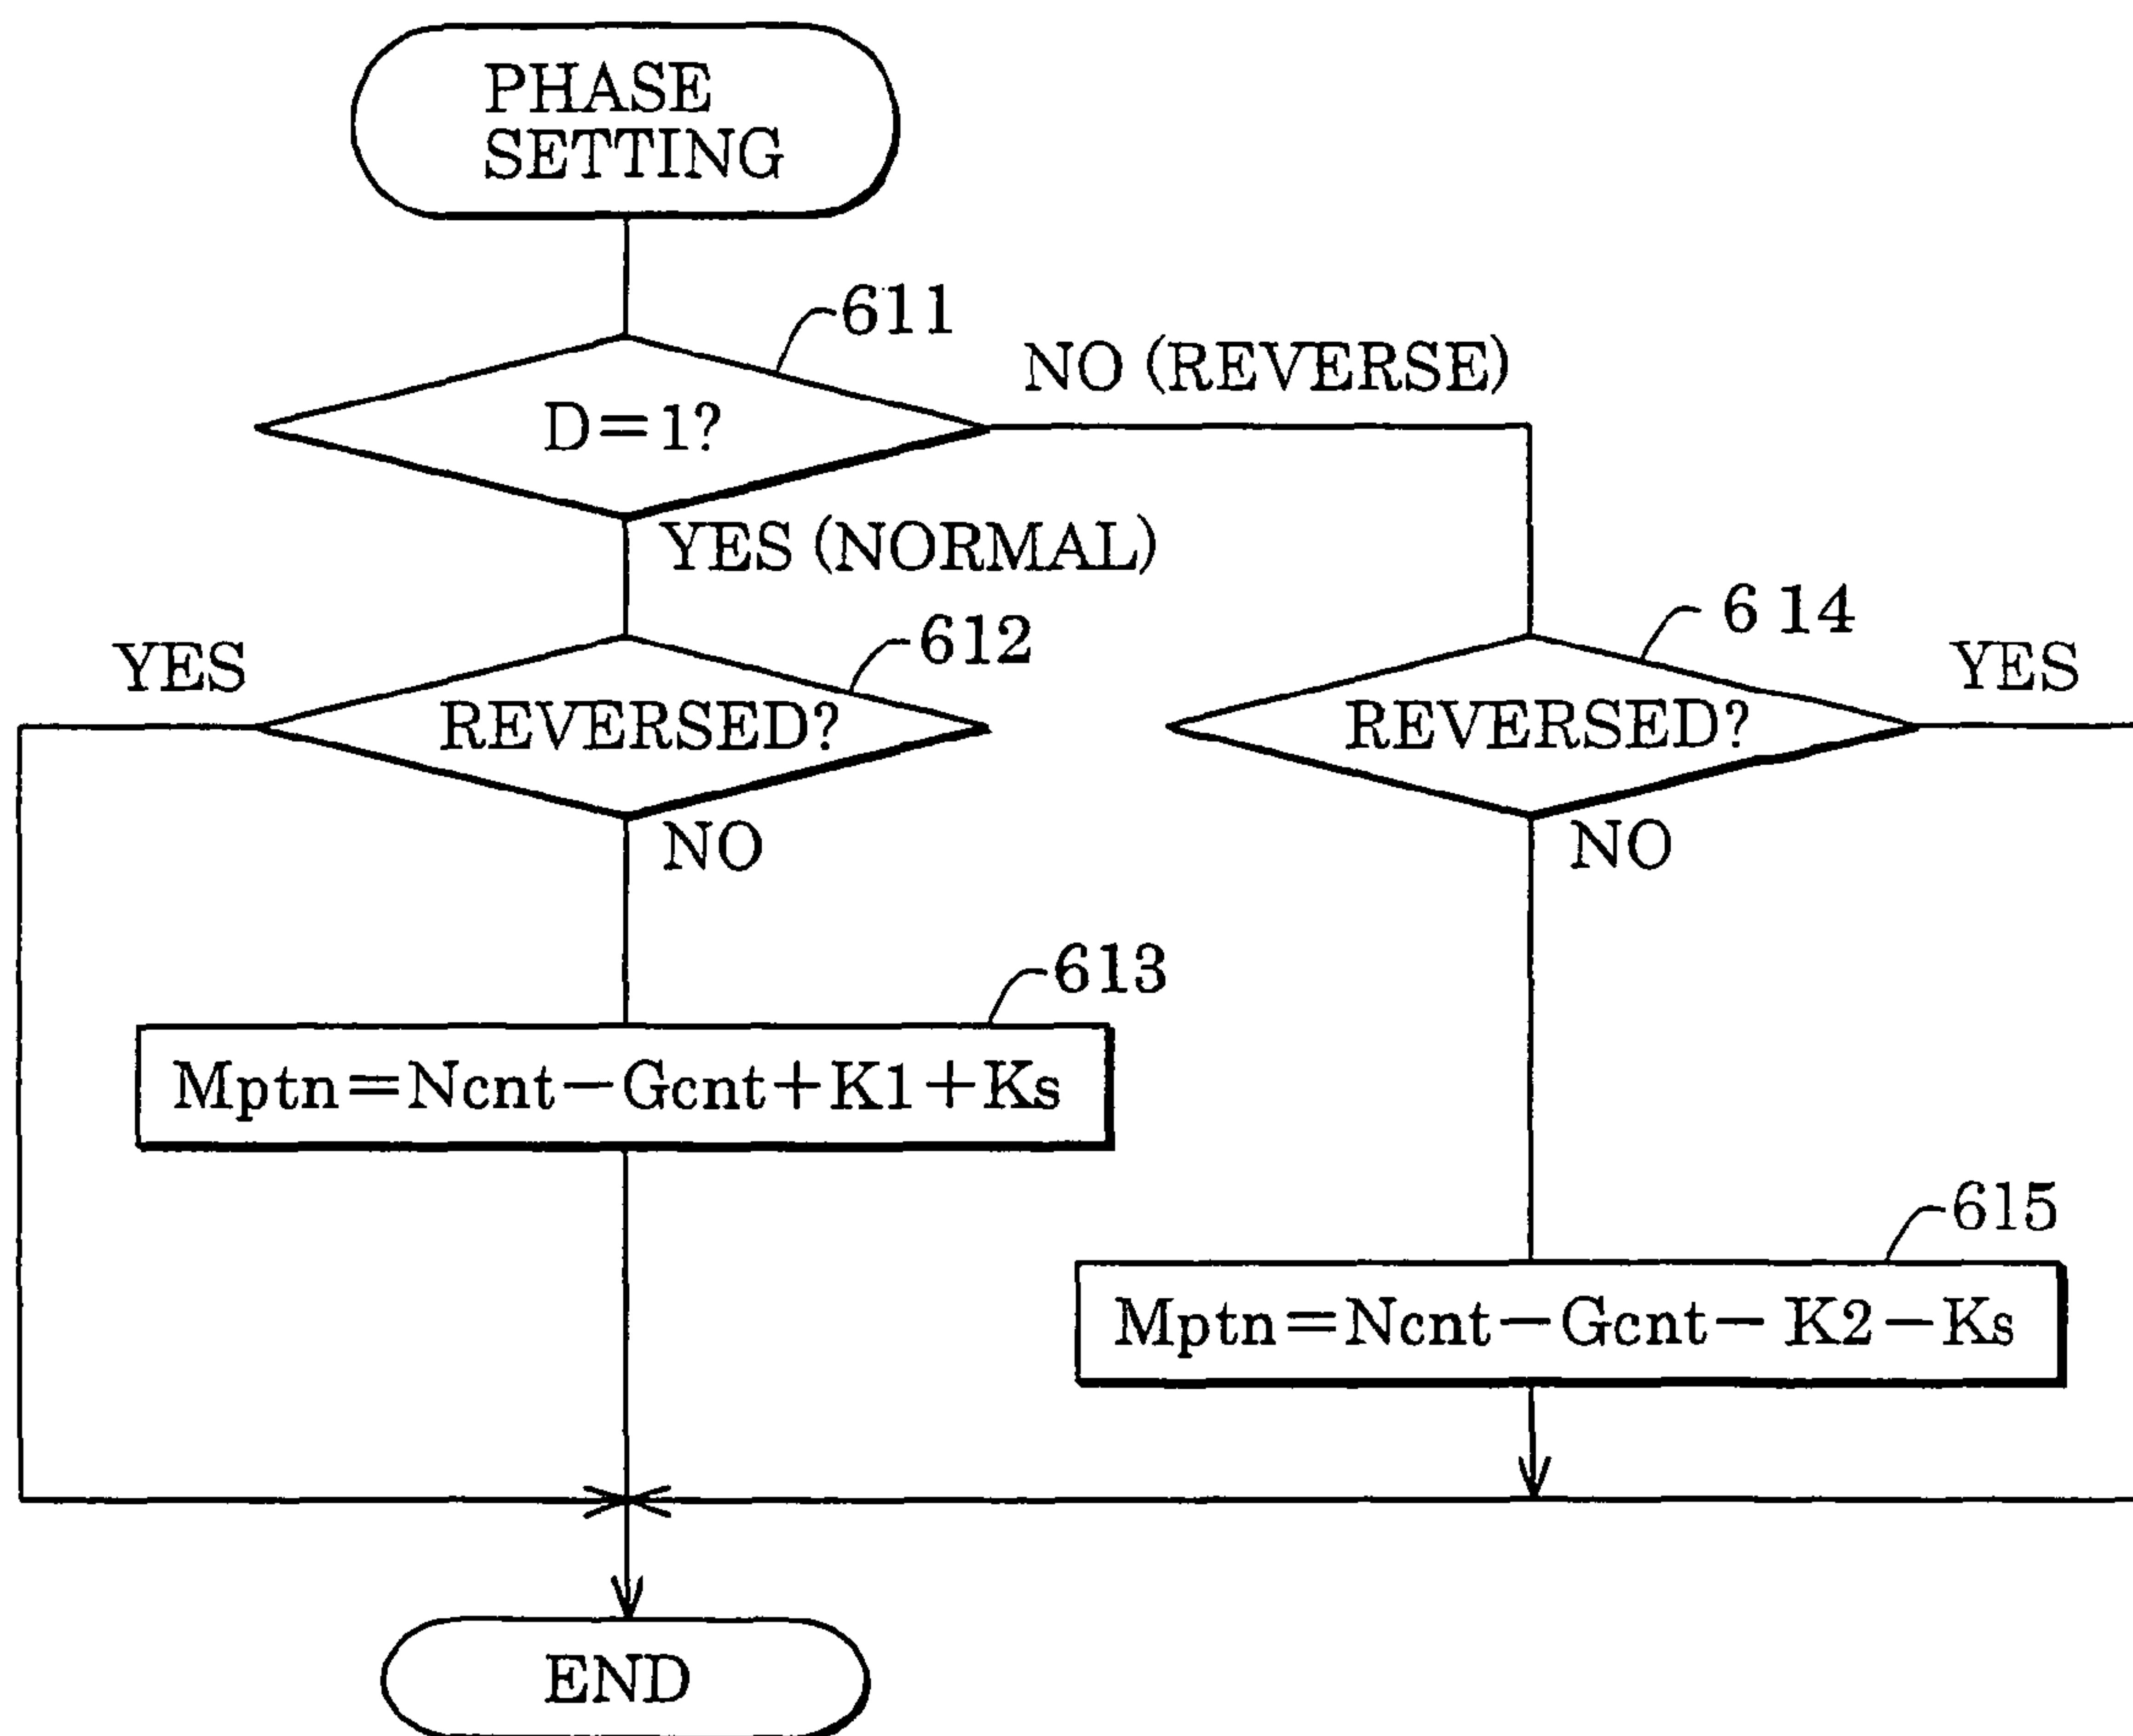 PHASE
SETTING
611
D=1?
NO (REVERSE)
YES (NORMAL)
612
6 14
YES
REVERSED?
REVERSED?
YES
NO
NO
613
Mptn=Ncnt-Gcnt+K1+Ks
615
Mptn=Ncnt-Gcnt- K2-Ks
END